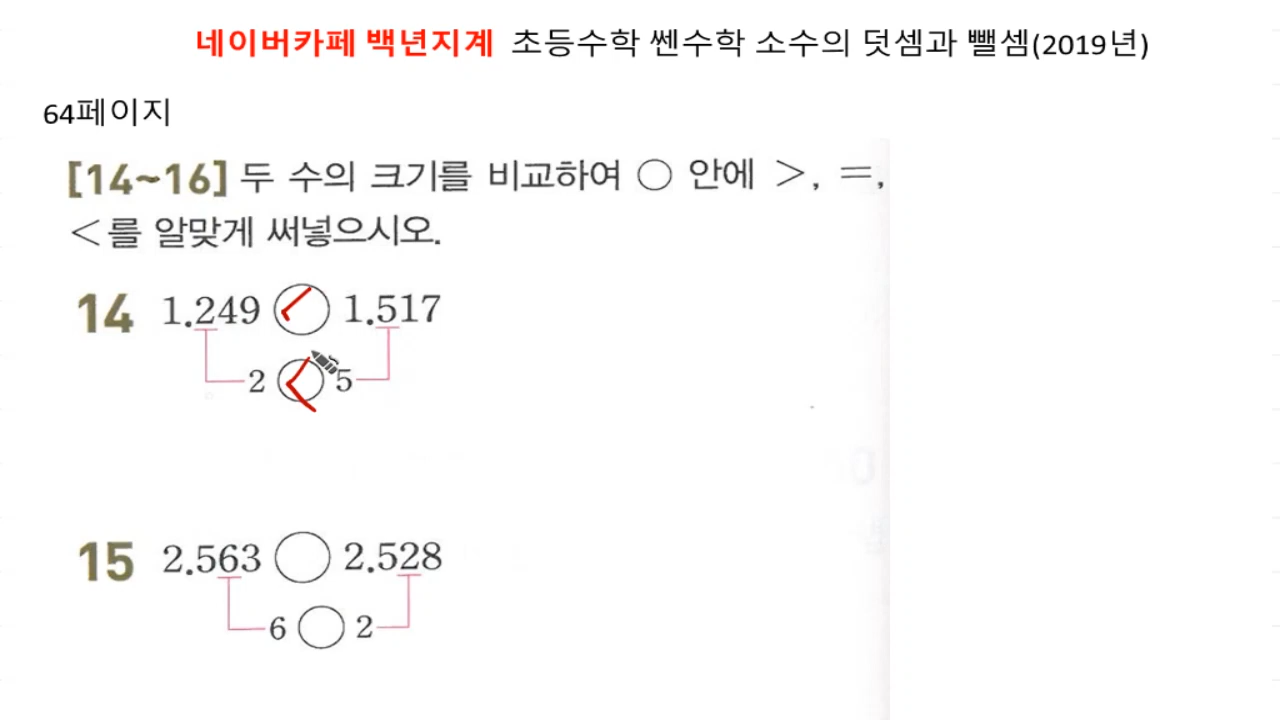 네이버카페 백년지계 초등수학 쎈수학 소수의 덧셈과 뺄셈(2019년)
64페이지
[14~16] 두 수의 크기를 비교하여 ○ 안에 >, =,
<를 알맞게 써넣으시오.
14 1.249 < 1.517
2 < 5
15 2.563 ○ 2.528
6 ○ 2